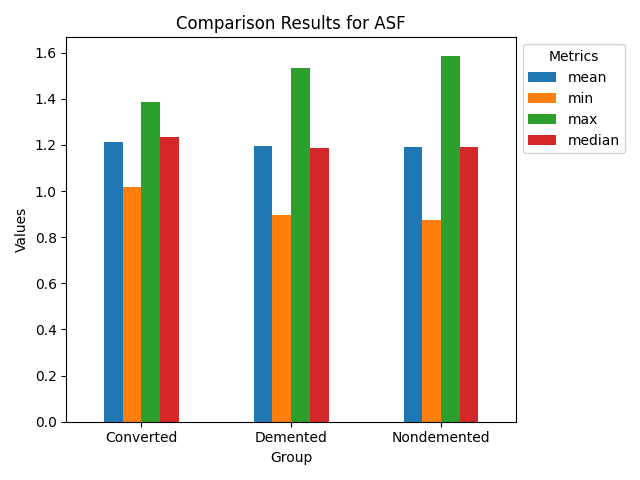 Comparison Results for ASF
Metrics
mean
min
max
median
Values
1.6
1.4
1.2
1.0
0.8
0.6
0.4
0.2
0.0
Converted
Demented
Nondemented
Group